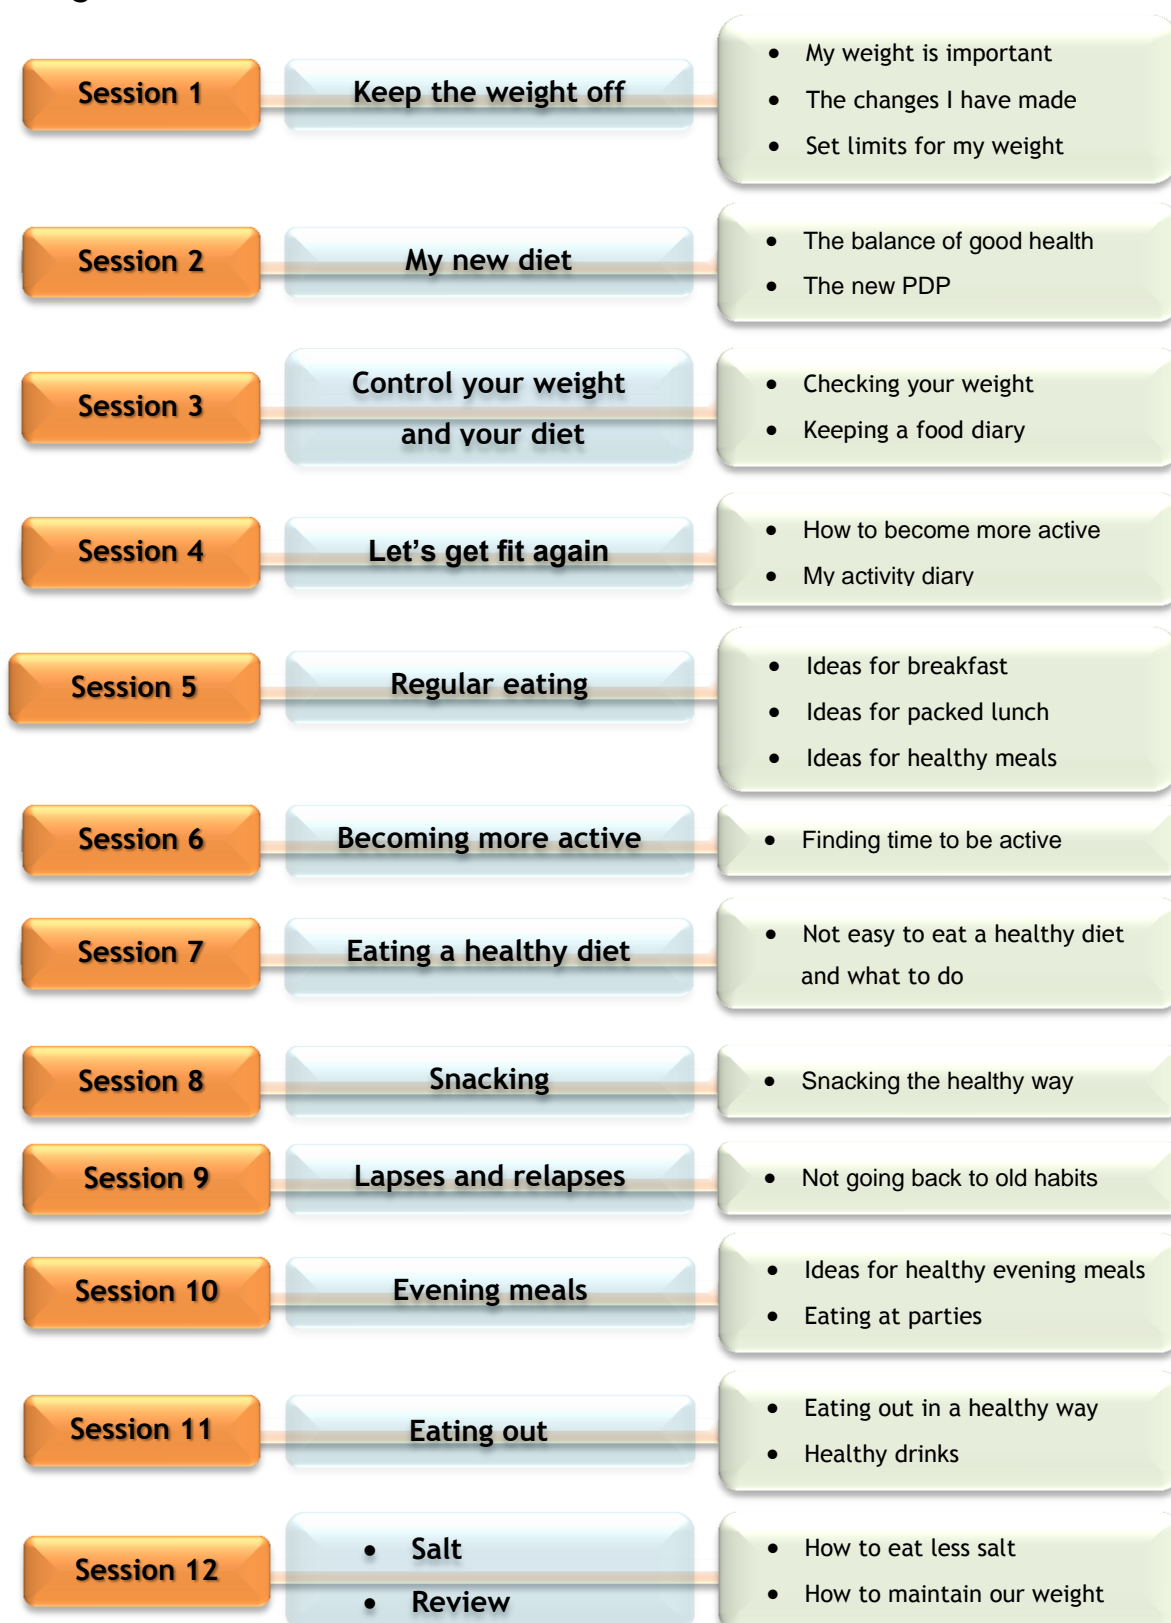 Session 1
Keep the weight off
• My weight is important
• The changes I have made
• Set limits for my weight
Session 2
My new diet
• The balance of good health
• The new PDP
Session 3
Control your weight
and your diet
• Checking your weight
• Keeping a food diary
Session 4
Let’s get fit again
• How to become more active
• My activity diary
Session 5
Regular eating
• Ideas for breakfast
• Ideas for packed lunch
• Ideas for healthy meals
Session 6
Becoming more active
• Finding time to be active
Session 7
Eating a healthy diet
• Not easy to eat a healthy diet
and what to do
Session 8
Snacking
• Snacking the healthy way
Session 9
Lapses and relapses
• Not going back to old habits
Session 10
Evening meals
• Ideas for healthy evening meals
• Eating at parties
Session 11
Eating out
• Eating out in a healthy way
• Healthy drinks
Session 12
• Salt
• Review
• How to eat less salt
• How to maintain our weight